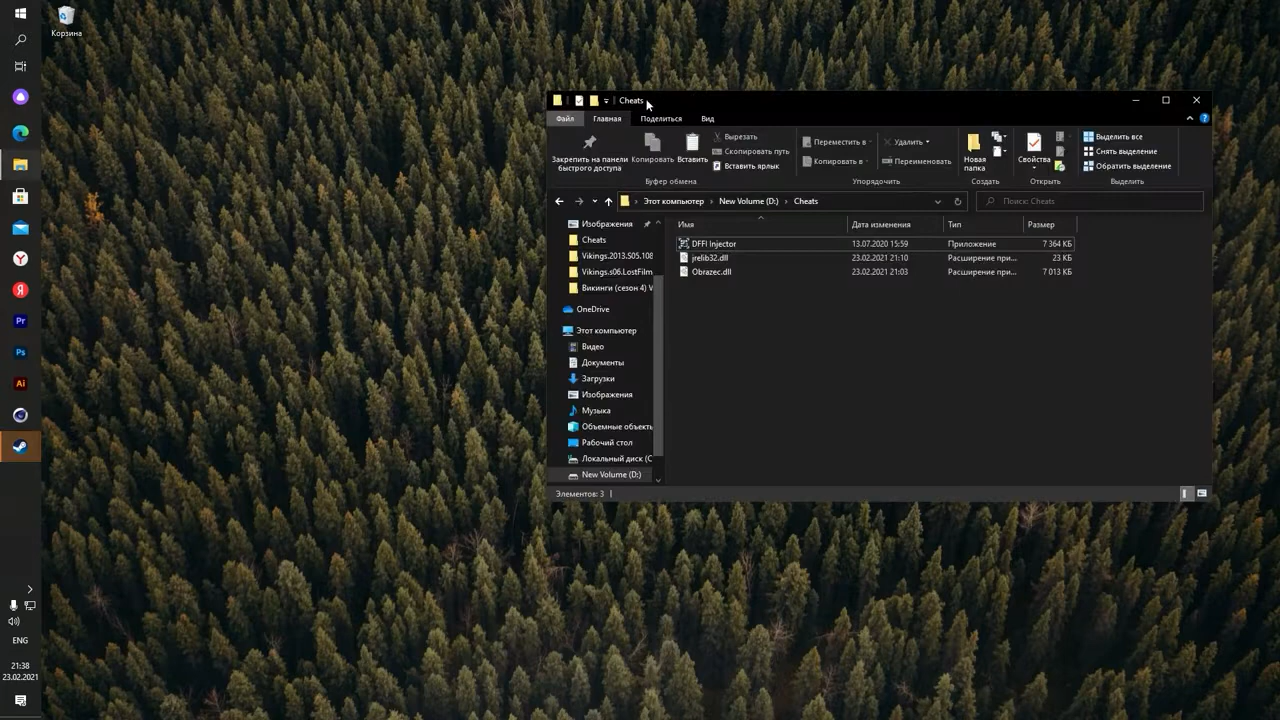 Корзина
Cheats
Файл
Главная
Поделиться
Вид
Закрепить на панели
быстрого доступа
Копировать
Вставить
Вырезать
Скопировать путь
Вставить ярлык
Буфер обмена
Переместить в
Копировать в
Удалить
Переименовать
Упорядочить
Новая
папка
Создать
Свойства
Открыть
Выделить все
Снять выделение
Обратить выделение
Выделить
Этот компьютер
New Volume (D:)
Cheats
Поиск: Cheats
Имя
Дата изменения
Тип
Размер
DFFI Injector 13.07.2020 15:59 Приложение 7 364 КБ
jrelib32.dll 23.02.2021 21:10 Расширение при... 23 КБ
Obrazec.dll 23.02.2021 21:03 Расширение при... 7 013 КБ
Изображения
Cheats
Vikings.2013.S05.108
Vikings.s06.LostFilm
Викинги (сезон 4) V
OneDrive
Этот компьютер
Видео
Документы
Загрузки
Изображения
Музыка
Объемные объекты
Рабочий стол
Локальный диск (C
New Volume (D:)
Элементов: 3
Pr
Ps
Ai
ENG
21:38
23.02.2021